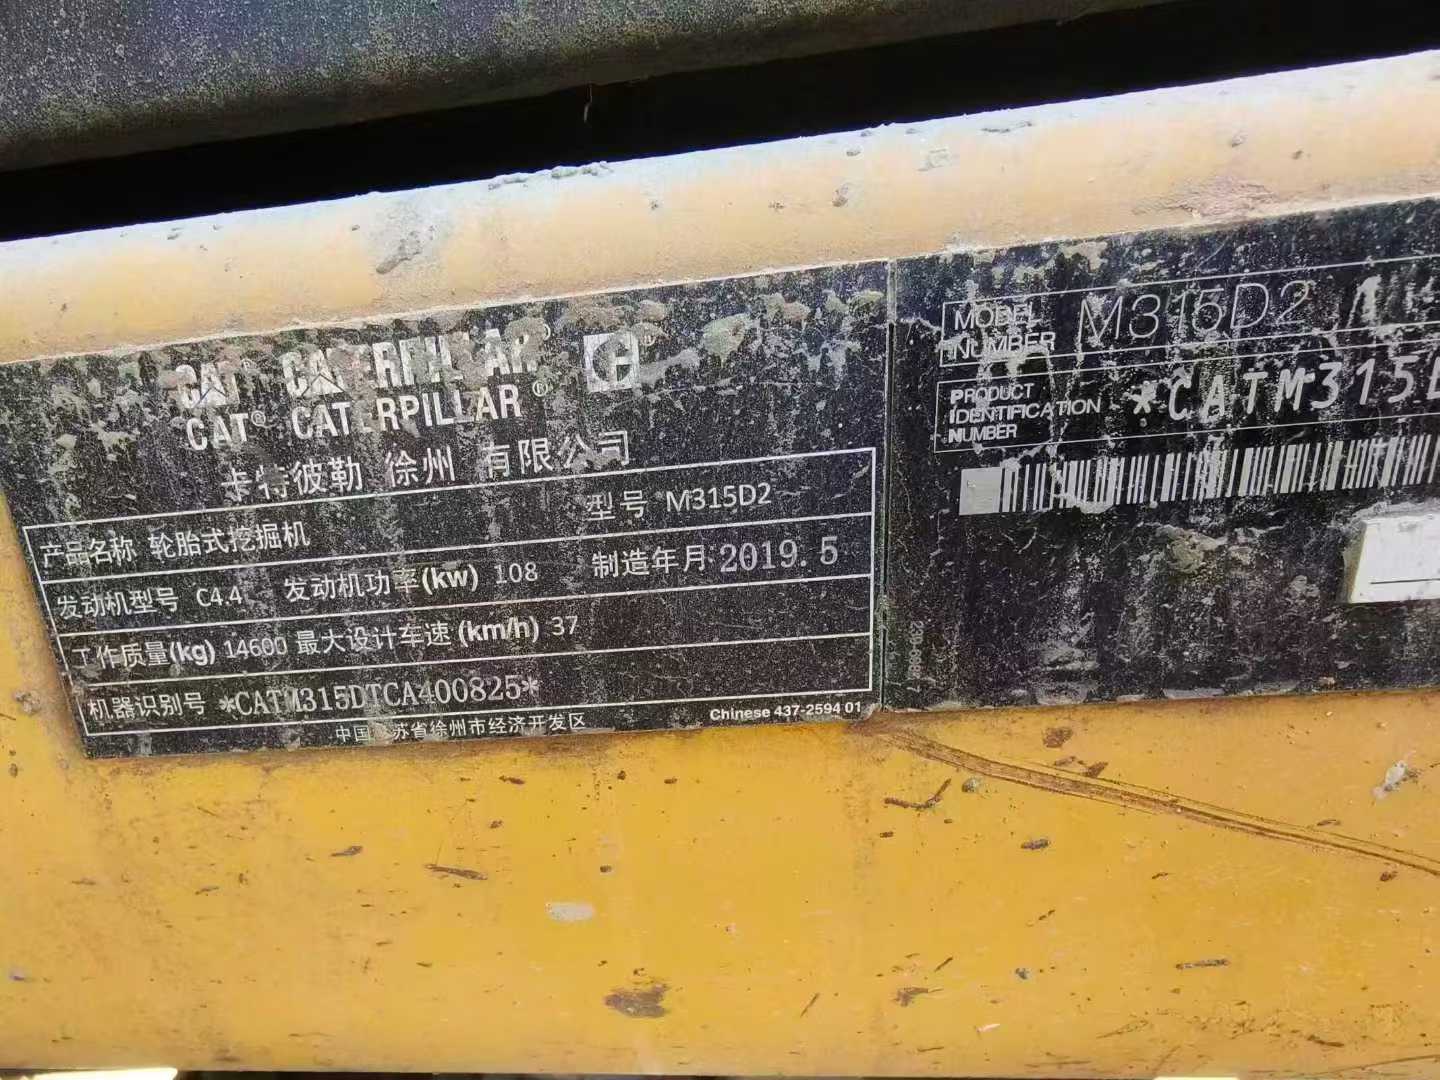 CAT® CATERPILLAR®
CAT® CATERPILLAR®
卡特彼勒 徐州 有限公司
产品名称 轮胎式挖掘机 型号 M315D2
发动机型号 C4.4 发动机功率(kw) 108 制造年月 2019.5
工作质量(kg) 14600 最大设计车速(km/h) 37
机器识别号 *CATM315DTCA400825*
中国江苏省徐州市经济开发区 Chinese 437-2594 01
MODEL NUMBER M315D2
PRODUCT IDENTIFICATION NUMBER *CATM315